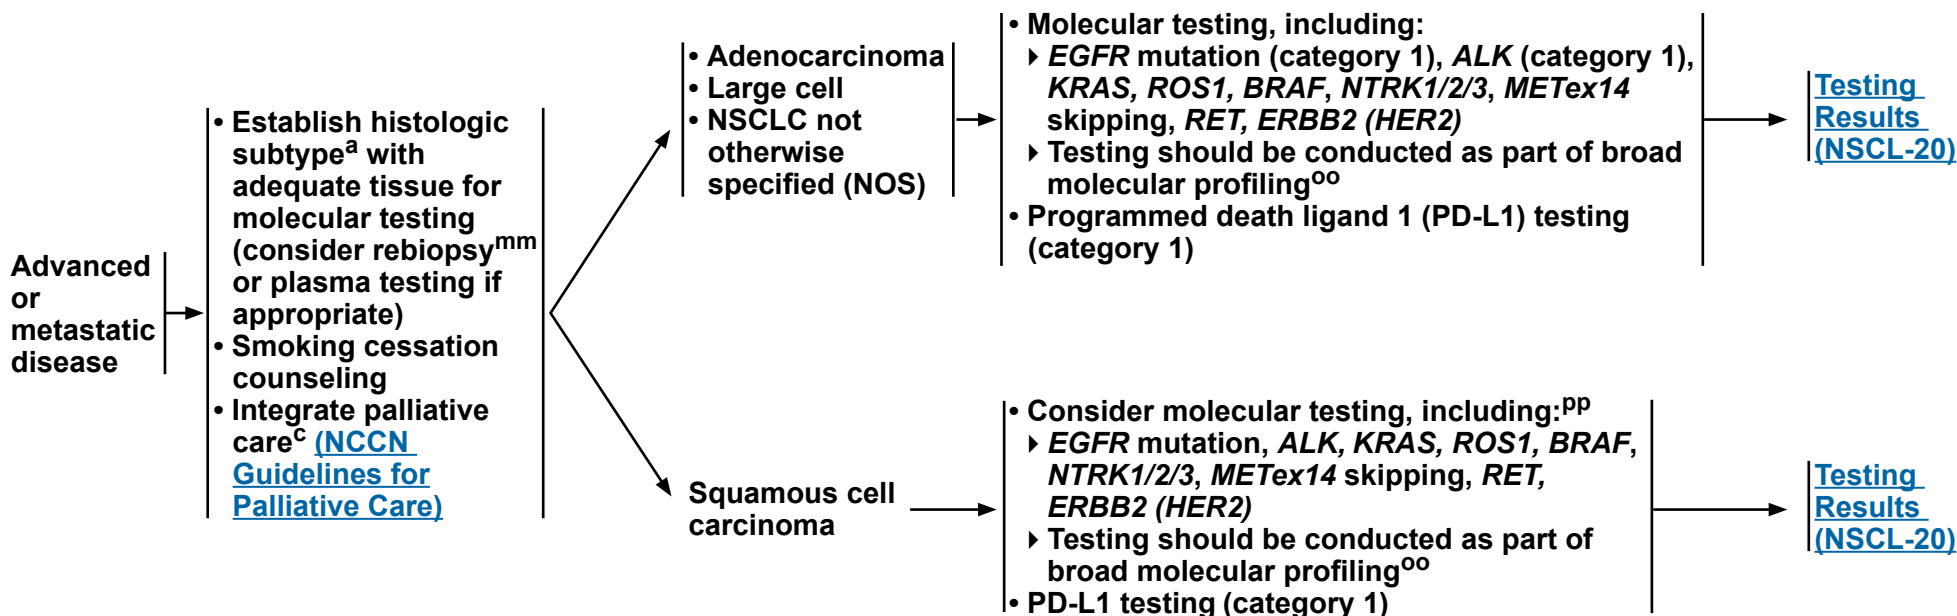 Advanced
or
metastatic
disease
• Establish histologic
subtypeᵃ with
adequate tissue for
molecular testing
(consider rebiopsyᵐᵐ
or plasma testing if
appropriate)
• Smoking cessation
counseling
• Integrate palliative
careᶜ (NCCN
Guidelines for
Palliative Care)
• Adenocarcinoma
• Large cell
• NSCLC not
otherwise
specified (NOS)
• Molecular testing, including:
▸ EGFR mutation (category 1), ALK (category 1),
KRAS, ROS1, BRAF, NTRK1/2/3, METex14
skipping, RET, ERBB2 (HER2)
▸ Testing should be conducted as part of broad
molecular profilingᵒᵒ
• Programmed death ligand 1 (PD-L1) testing
(category 1)
Testing
Results
(NSCL-20)
Squamous cell
carcinoma
• Consider molecular testing, including:ᵖᵖ
▸ EGFR mutation, ALK, KRAS, ROS1, BRAF,
NTRK1/2/3, METex14 skipping, RET,
ERBB2 (HER2)
▸ Testing should be conducted as part of
broad molecular profilingᵒᵒ
• PD-L1 testing (category 1)
Testing
Results
(NSCL-20)